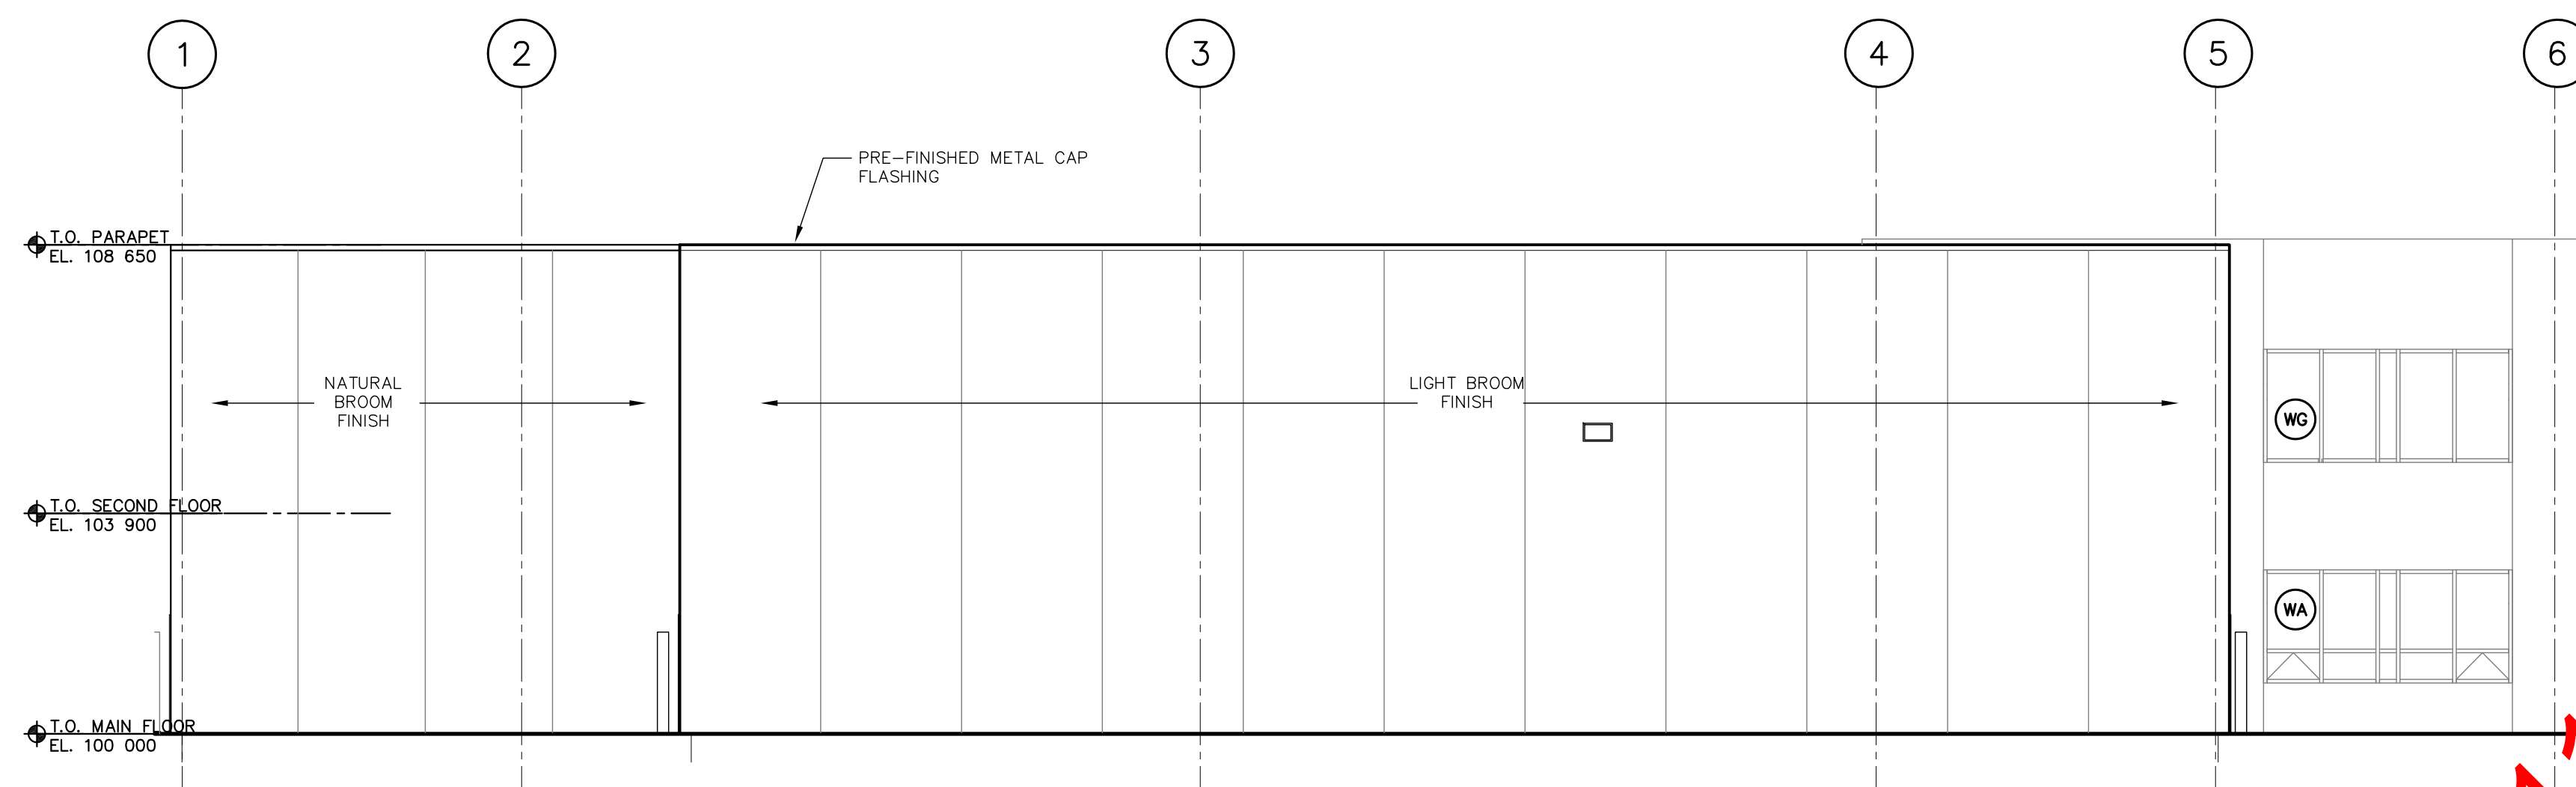 1
2
3
4
5
6
PRE-FINISHED METAL CAP
FLASHING
T.O. PARAPET
EL. 108 650
NATURAL
BROOM
FINISH
LIGHT BROOM
FINISH
WG
T.O. SECOND FLOOR
EL. 103 900
WA
T.O. MAIN FLOOR
EL. 100 000